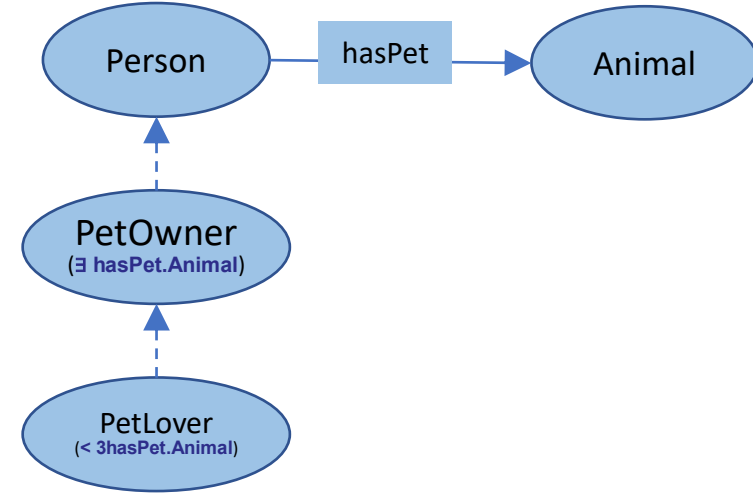 Person
hasPet
Animal
PetOwner
(∃ hasPet.Animal)
PetLover
(< 3hasPet.Animal)